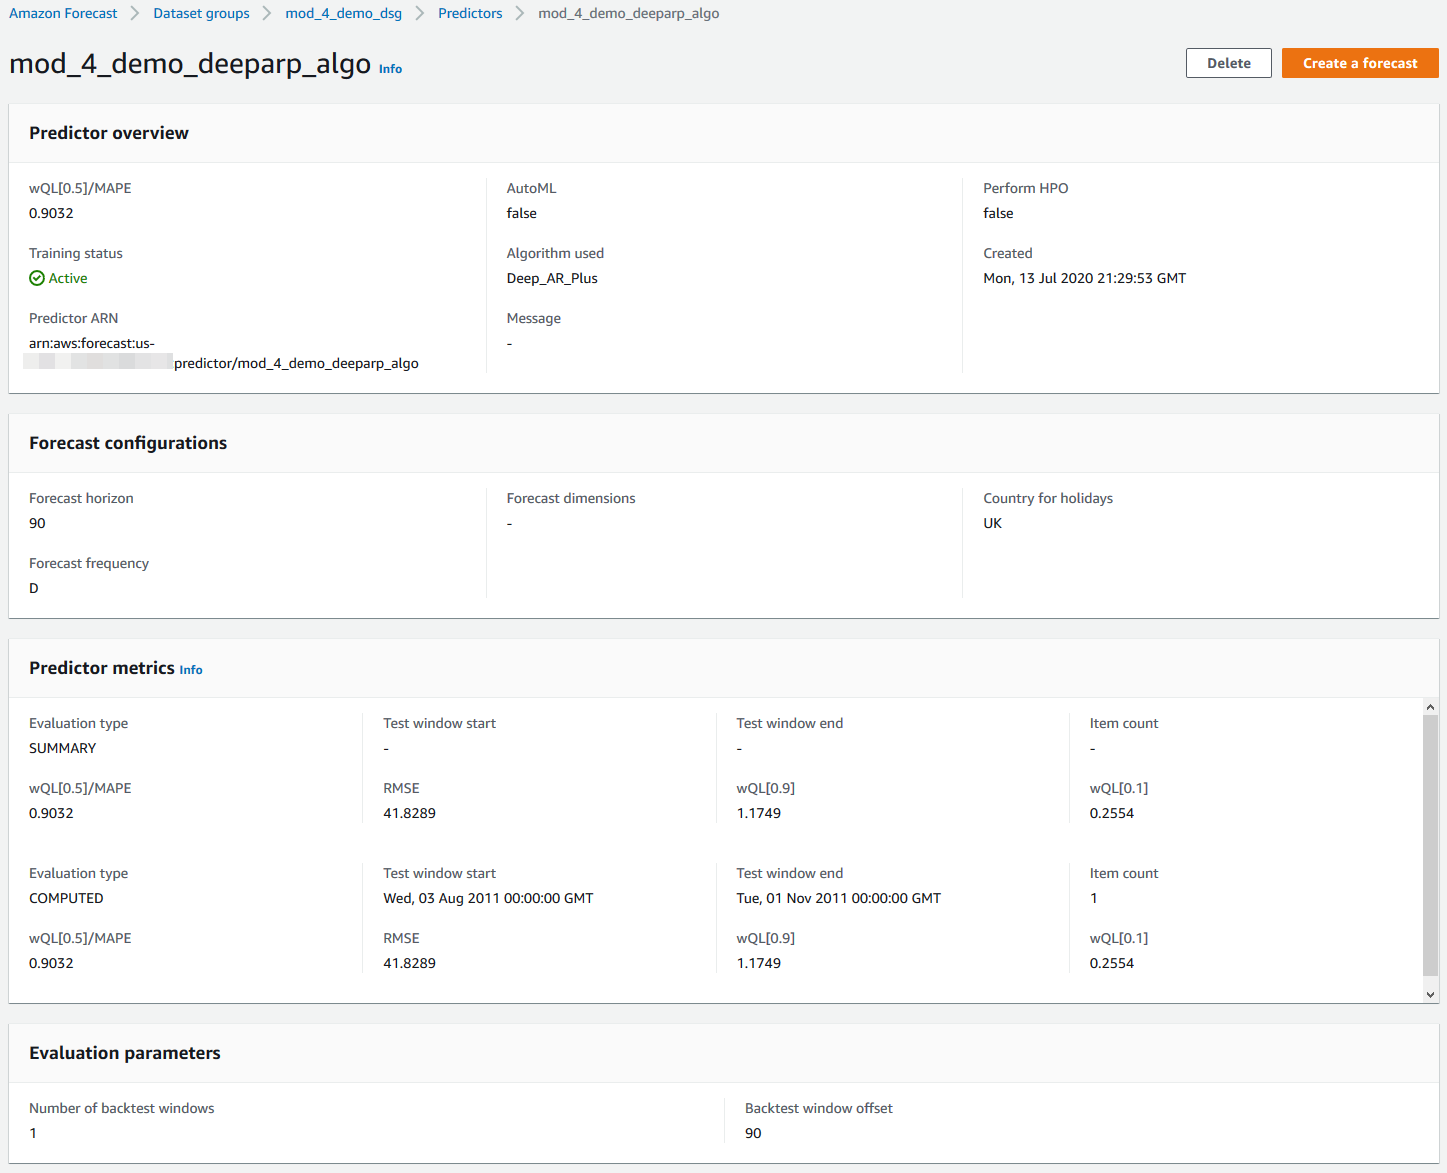 Amazon Forecast > Dataset groups > mod_4_demo_dsg > Predictors > mod_4_demo_deeparp_algo
mod_4_demo_deeparp_algo Info
Delete
Create a forecast
Predictor overview
wQL[0.5]/MAPE
0.9032
Training status
Active
Predictor ARN
arn:aws:forecast:us-
predictor/mod_4_demo_deeparp_algo
AutoML
false
Algorithm used
Deep_AR_Plus
Message
-
Perform HPO
false
Created
Mon, 13 Jul 2020 21:29:53 GMT
Forecast configurations
Forecast horizon
90
Forecast frequency
D
Forecast dimensions
-
Country for holidays
UK
Predictor metrics Info
Evaluation type
SUMMARY
Test window start
-
Test window end
-
Item count
-
wQL[0.5]/MAPE
0.9032
RMSE
41.8289
wQL[0.9]
1.1749
wQL[0.1]
0.2554
Evaluation type
COMPUTED
Test window start
Wed, 03 Aug 2011 00:00:00 GMT
Test window end
Tue, 01 Nov 2011 00:00:00 GMT
Item count
1
wQL[0.5]/MAPE
0.9032
RMSE
41.8289
wQL[0.9]
1.1749
wQL[0.1]
0.2554
Evaluation parameters
Number of backtest windows
1
Backtest window offset
90